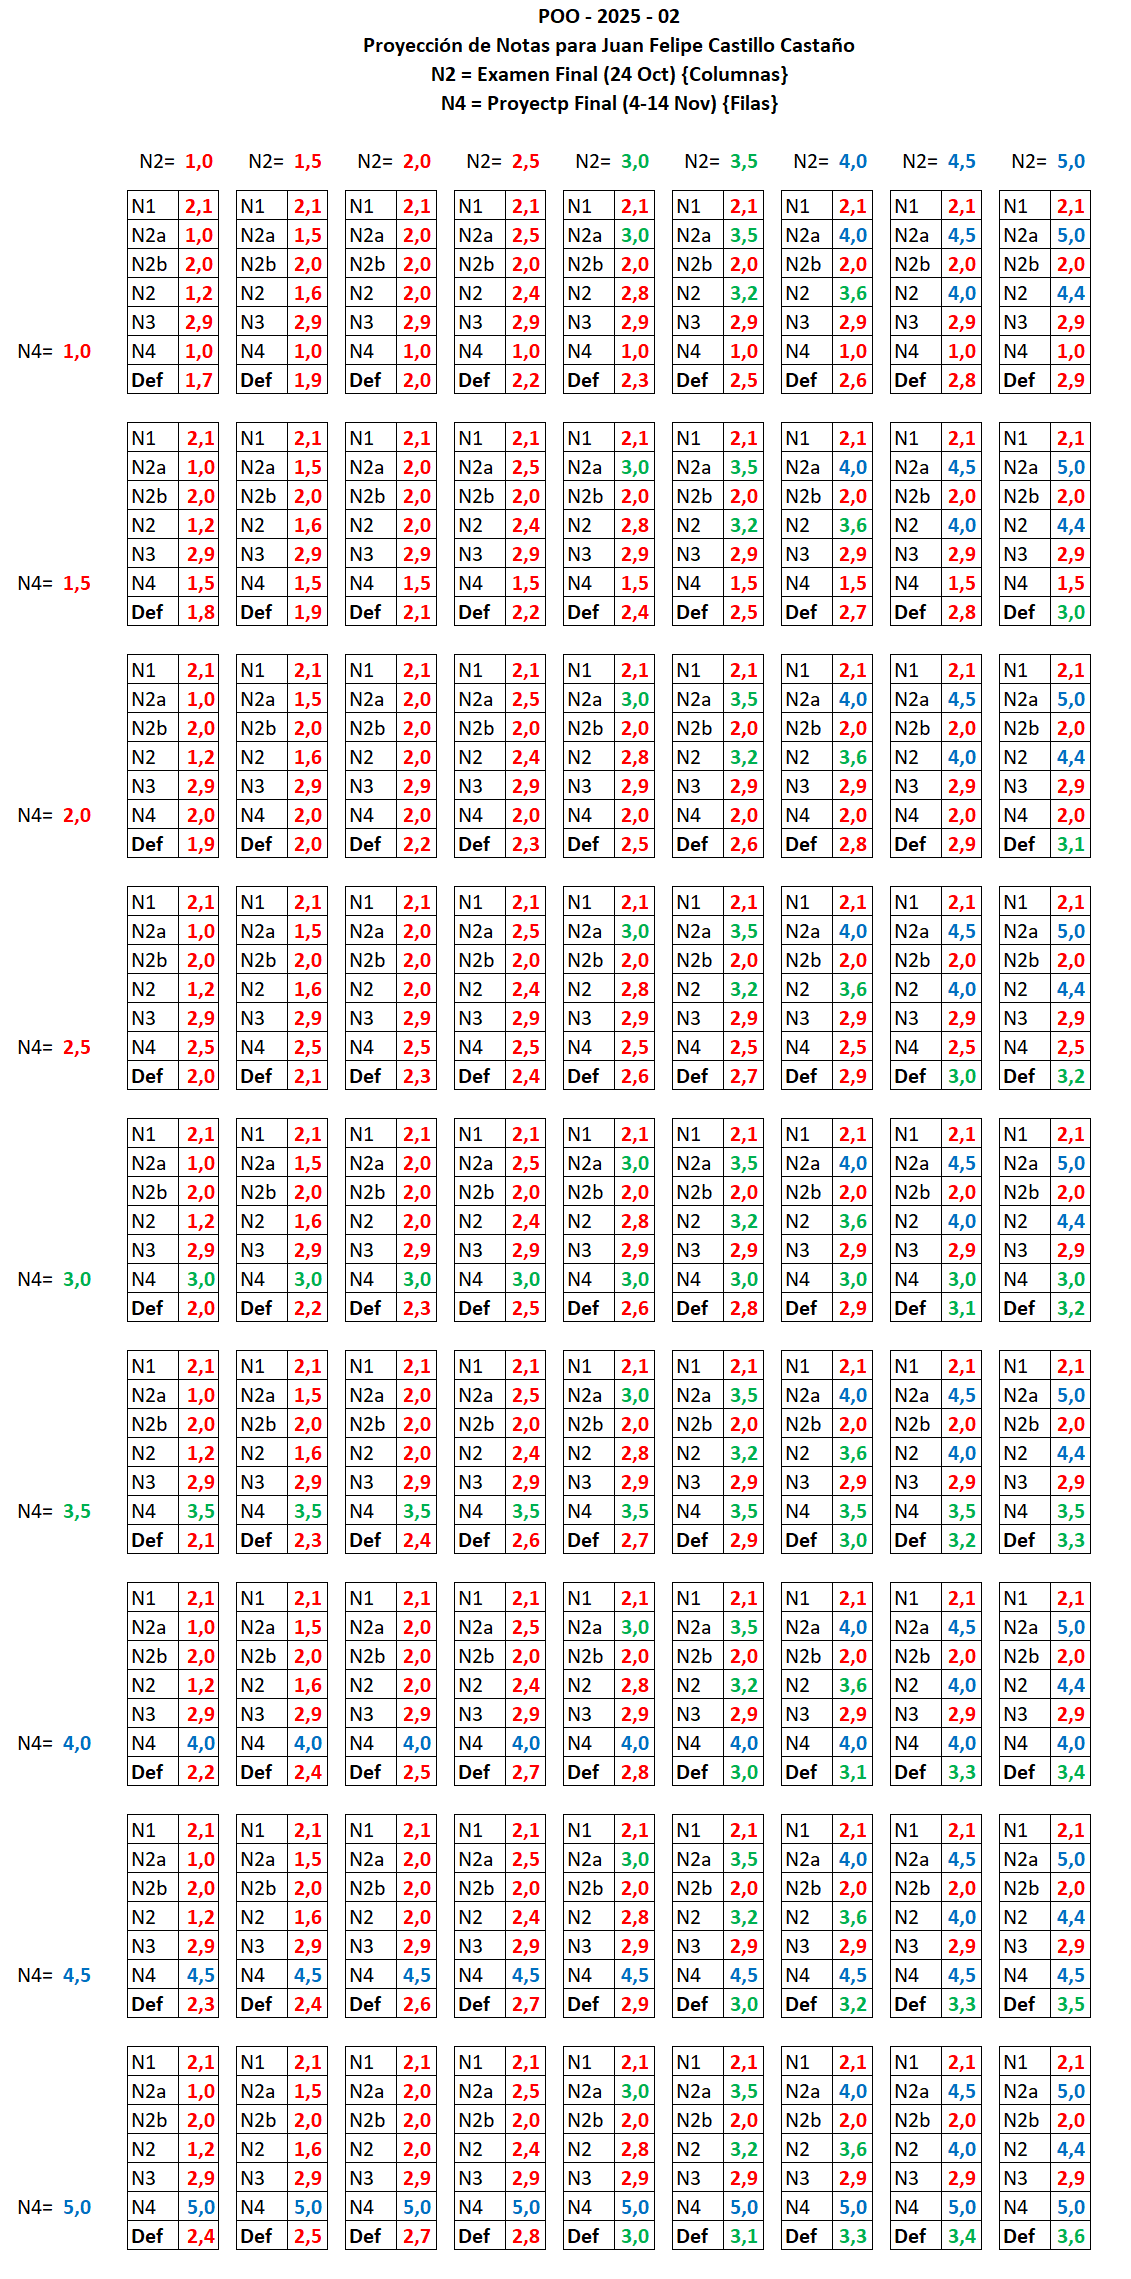 POO - 2025 - 02
Proyección de Notas para Juan Felipe Castillo Castaño
N2 = Examen Final (24 Oct) {Columnas}
N4 = Proyectp Final (4-14 Nov) {Filas}
N2= 1,0 N2= 1,5 N2= 2,0 N2= 2,5 N2= 3,0 N2= 3,5 N2= 4,0 N2= 4,5 N2= 5,0
N1 2,1 N1 2,1 N1 2,1 N1 2,1 N1 2,1 N1 2,1 N1 2,1 N1 2,1 N1 2,1
N2a 1,0 N2a 1,5 N2a 2,0 N2a 2,5 N2a 3,0 N2a 3,5 N2a 4,0 N2a 4,5 N2a 5,0
N2b 2,0 N2b 2,0 N2b 2,0 N2b 2,0 N2b 2,0 N2b 2,0 N2b 2,0 N2b 2,0 N2b 2,0
N2 1,2 N2 1,6 N2 2,0 N2 2,4 N2 2,8 N2 3,2 N2 3,6 N2 4,0 N2 4,4
N3 2,9 N3 2,9 N3 2,9 N3 2,9 N3 2,9 N3 2,9 N3 2,9 N3 2,9 N3 2,9
N4= 1,0 N4 1,0 N4 1,0 N4 1,0 N4 1,0 N4 1,0 N4 1,0 N4 1,0 N4 1,0 N4 1,0
Def 1,7 Def 1,9 Def 2,0 Def 2,2 Def 2,3 Def 2,5 Def 2,6 Def 2,8 Def 2,9
N1 2,1 N1 2,1 N1 2,1 N1 2,1 N1 2,1 N1 2,1 N1 2,1 N1 2,1 N1 2,1
N2a 1,0 N2a 1,5 N2a 2,0 N2a 2,5 N2a 3,0 N2a 3,5 N2a 4,0 N2a 4,5 N2a 5,0
N2b 2,0 N2b 2,0 N2b 2,0 N2b 2,0 N2b 2,0 N2b 2,0 N2b 2,0 N2b 2,0 N2b 2,0
N2 1,2 N2 1,6 N2 2,0 N2 2,4 N2 2,8 N2 3,2 N2 3,6 N2 4,0 N2 4,4
N3 2,9 N3 2,9 N3 2,9 N3 2,9 N3 2,9 N3 2,9 N3 2,9 N3 2,9 N3 2,9
N4= 1,5 N4 1,5 N4 1,5 N4 1,5 N4 1,5 N4 1,5 N4 1,5 N4 1,5 N4 1,5 N4 1,5
Def 1,8 Def 1,9 Def 2,1 Def 2,2 Def 2,4 Def 2,5 Def 2,7 Def 2,8 Def 3,0
N1 2,1 N1 2,1 N1 2,1 N1 2,1 N1 2,1 N1 2,1 N1 2,1 N1 2,1 N1 2,1
N2a 1,0 N2a 1,5 N2a 2,0 N2a 2,5 N2a 3,0 N2a 3,5 N2a 4,0 N2a 4,5 N2a 5,0
N2b 2,0 N2b 2,0 N2b 2,0 N2b 2,0 N2b 2,0 N2b 2,0 N2b 2,0 N2b 2,0 N2b 2,0
N2 1,2 N2 1,6 N2 2,0 N2 2,4 N2 2,8 N2 3,2 N2 3,6 N2 4,0 N2 4,4
N3 2,9 N3 2,9 N3 2,9 N3 2,9 N3 2,9 N3 2,9 N3 2,9 N3 2,9 N3 2,9
N4= 2,0 N4 2,0 N4 2,0 N4 2,0 N4 2,0 N4 2,0 N4 2,0 N4 2,0 N4 2,0 N4 2,0
Def 1,9 Def 2,0 Def 2,2 Def 2,3 Def 2,5 Def 2,6 Def 2,8 Def 2,9 Def 3,1
N1 2,1 N1 2,1 N1 2,1 N1 2,1 N1 2,1 N1 2,1 N1 2,1 N1 2,1 N1 2,1
N2a 1,0 N2a 1,5 N2a 2,0 N2a 2,5 N2a 3,0 N2a 3,5 N2a 4,0 N2a 4,5 N2a 5,0
N2b 2,0 N2b 2,0 N2b 2,0 N2b 2,0 N2b 2,0 N2b 2,0 N2b 2,0 N2b 2,0 N2b 2,0
N2 1,2 N2 1,6 N2 2,0 N2 2,4 N2 2,8 N2 3,2 N2 3,6 N2 4,0 N2 4,4
N3 2,9 N3 2,9 N3 2,9 N3 2,9 N3 2,9 N3 2,9 N3 2,9 N3 2,9 N3 2,9
N4= 2,5 N4 2,5 N4 2,5 N4 2,5 N4 2,5 N4 2,5 N4 2,5 N4 2,5 N4 2,5 N4 2,5
Def 2,0 Def 2,1 Def 2,3 Def 2,4 Def 2,6 Def 2,7 Def 2,9 Def 3,0 Def 3,2
N1 2,1 N1 2,1 N1 2,1 N1 2,1 N1 2,1 N1 2,1 N1 2,1 N1 2,1 N1 2,1
N2a 1,0 N2a 1,5 N2a 2,0 N2a 2,5 N2a 3,0 N2a 3,5 N2a 4,0 N2a 4,5 N2a 5,0
N2b 2,0 N2b 2,0 N2b 2,0 N2b 2,0 N2b 2,0 N2b 2,0 N2b 2,0 N2b 2,0 N2b 2,0
N2 1,2 N2 1,6 N2 2,0 N2 2,4 N2 2,8 N2 3,2 N2 3,6 N2 4,0 N2 4,4
N3 2,9 N3 2,9 N3 2,9 N3 2,9 N3 2,9 N3 2,9 N3 2,9 N3 2,9 N3 2,9
N4= 3,0 N4 3,0 N4 3,0 N4 3,0 N4 3,0 N4 3,0 N4 3,0 N4 3,0 N4 3,0 N4 3,0
Def 2,0 Def 2,2 Def 2,3 Def 2,5 Def 2,6 Def 2,8 Def 2,9 Def 3,1 Def 3,2
N1 2,1 N1 2,1 N1 2,1 N1 2,1 N1 2,1 N1 2,1 N1 2,1 N1 2,1 N1 2,1
N2a 1,0 N2a 1,5 N2a 2,0 N2a 2,5 N2a 3,0 N2a 3,5 N2a 4,0 N2a 4,5 N2a 5,0
N2b 2,0 N2b 2,0 N2b 2,0 N2b 2,0 N2b 2,0 N2b 2,0 N2b 2,0 N2b 2,0 N2b 2,0
N2 1,2 N2 1,6 N2 2,0 N2 2,4 N2 2,8 N2 3,2 N2 3,6 N2 4,0 N2 4,4
N3 2,9 N3 2,9 N3 2,9 N3 2,9 N3 2,9 N3 2,9 N3 2,9 N3 2,9 N3 2,9
N4= 3,5 N4 3,5 N4 3,5 N4 3,5 N4 3,5 N4 3,5 N4 3,5 N4 3,5 N4 3,5 N4 3,5
Def 2,1 Def 2,3 Def 2,4 Def 2,6 Def 2,7 Def 2,9 Def 3,0 Def 3,2 Def 3,3
N1 2,1 N1 2,1 N1 2,1 N1 2,1 N1 2,1 N1 2,1 N1 2,1 N1 2,1 N1 2,1
N2a 1,0 N2a 1,5 N2a 2,0 N2a 2,5 N2a 3,0 N2a 3,5 N2a 4,0 N2a 4,5 N2a 5,0
N2b 2,0 N2b 2,0 N2b 2,0 N2b 2,0 N2b 2,0 N2b 2,0 N2b 2,0 N2b 2,0 N2b 2,0
N2 1,2 N2 1,6 N2 2,0 N2 2,4 N2 2,8 N2 3,2 N2 3,6 N2 4,0 N2 4,4
N3 2,9 N3 2,9 N3 2,9 N3 2,9 N3 2,9 N3 2,9 N3 2,9 N3 2,9 N3 2,9
N4= 4,0 N4 4,0 N4 4,0 N4 4,0 N4 4,0 N4 4,0 N4 4,0 N4 4,0 N4 4,0 N4 4,0
Def 2,2 Def 2,4 Def 2,5 Def 2,7 Def 2,8 Def 3,0 Def 3,1 Def 3,3 Def 3,4
N1 2,1 N1 2,1 N1 2,1 N1 2,1 N1 2,1 N1 2,1 N1 2,1 N1 2,1 N1 2,1
N2a 1,0 N2a 1,5 N2a 2,0 N2a 2,5 N2a 3,0 N2a 3,5 N2a 4,0 N2a 4,5 N2a 5,0
N2b 2,0 N2b 2,0 N2b 2,0 N2b 2,0 N2b 2,0 N2b 2,0 N2b 2,0 N2b 2,0 N2b 2,0
N2 1,2 N2 1,6 N2 2,0 N2 2,4 N2 2,8 N2 3,2 N2 3,6 N2 4,0 N2 4,4
N3 2,9 N3 2,9 N3 2,9 N3 2,9 N3 2,9 N3 2,9 N3 2,9 N3 2,9 N3 2,9
N4= 4,5 N4 4,5 N4 4,5 N4 4,5 N4 4,5 N4 4,5 N4 4,5 N4 4,5 N4 4,5 N4 4,5
Def 2,3 Def 2,4 Def 2,6 Def 2,7 Def 2,9 Def 3,0 Def 3,2 Def 3,3 Def 3,5
N1 2,1 N1 2,1 N1 2,1 N1 2,1 N1 2,1 N1 2,1 N1 2,1 N1 2,1 N1 2,1
N2a 1,0 N2a 1,5 N2a 2,0 N2a 2,5 N2a 3,0 N2a 3,5 N2a 4,0 N2a 4,5 N2a 5,0
N2b 2,0 N2b 2,0 N2b 2,0 N2b 2,0 N2b 2,0 N2b 2,0 N2b 2,0 N2b 2,0 N2b 2,0
N2 1,2 N2 1,6 N2 2,0 N2 2,4 N2 2,8 N2 3,2 N2 3,6 N2 4,0 N2 4,4
N3 2,9 N3 2,9 N3 2,9 N3 2,9 N3 2,9 N3 2,9 N3 2,9 N3 2,9 N3 2,9
N4= 5,0 N4 5,0 N4 5,0 N4 5,0 N4 5,0 N4 5,0 N4 5,0 N4 5,0 N4 5,0 N4 5,0
Def 2,4 Def 2,5 Def 2,7 Def 2,8 Def 3,0 Def 3,1 Def 3,3 Def 3,4 Def 3,6